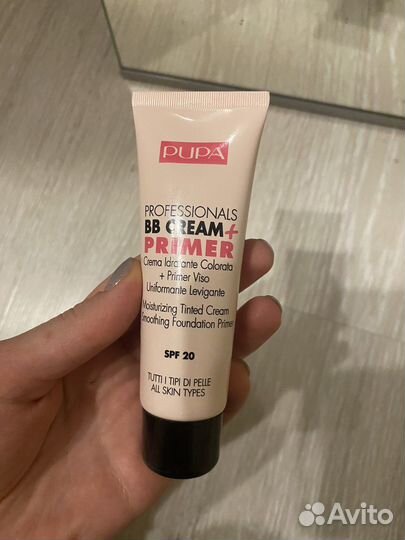 PUPA
PROFESSIONALS
BB CREAM+
PRIMER
Crema Idratante Colorata
+ Primer Viso
Uniformante Levigante
Moisturizing Tinted Cream
Smoothing Foundation Primer
SPF 20
TUTTI I TIPI DI PELLE
ALL SKIN TYPES
Avito